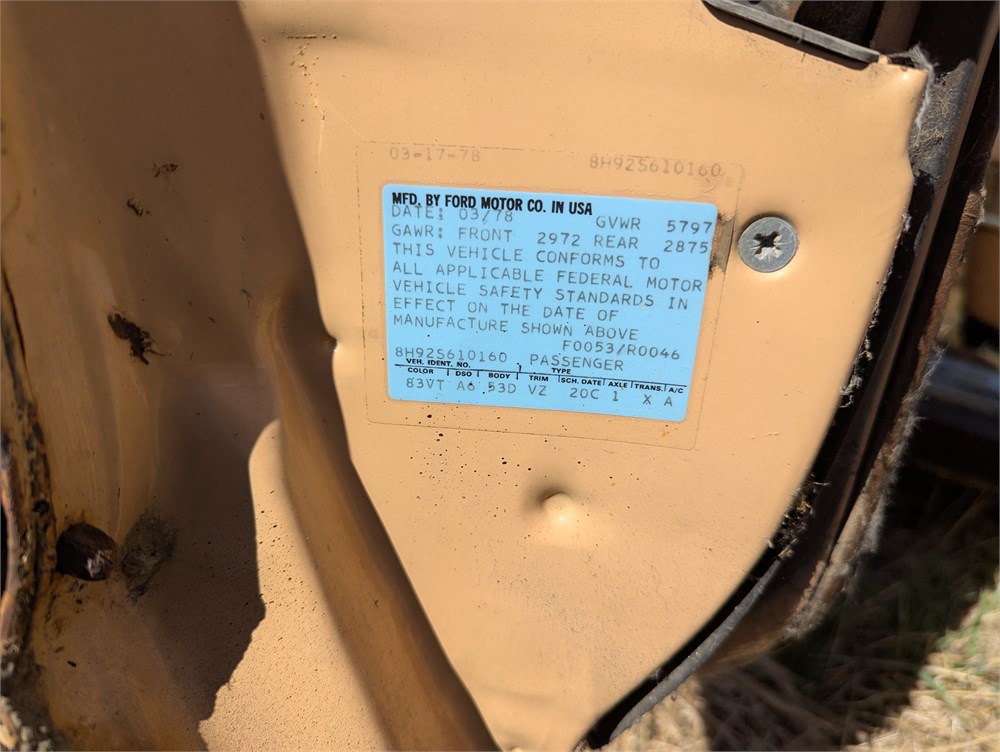 03-17-78 8H92S610160
MFD. BY FORD MOTOR CO. IN USA
DATE: 03/78 GVWR 5797
GAWR: FRONT 2972 REAR 2875
THIS VEHICLE CONFORMS TO
ALL APPLICABLE FEDERAL MOTOR
VEHICLE SAFETY STANDARDS IN
EFFECT ON THE DATE OF
MANUFACTURE SHOWN ABOVE
F0053/R0046
8H92S610160 PASSENGER
VEH. IDENT. NO. TYPE
COLOR DSO BODY TRIM SCH. DATE AXLE TRANS. A/C
83VT A6 53D VZ 20C 1 X A